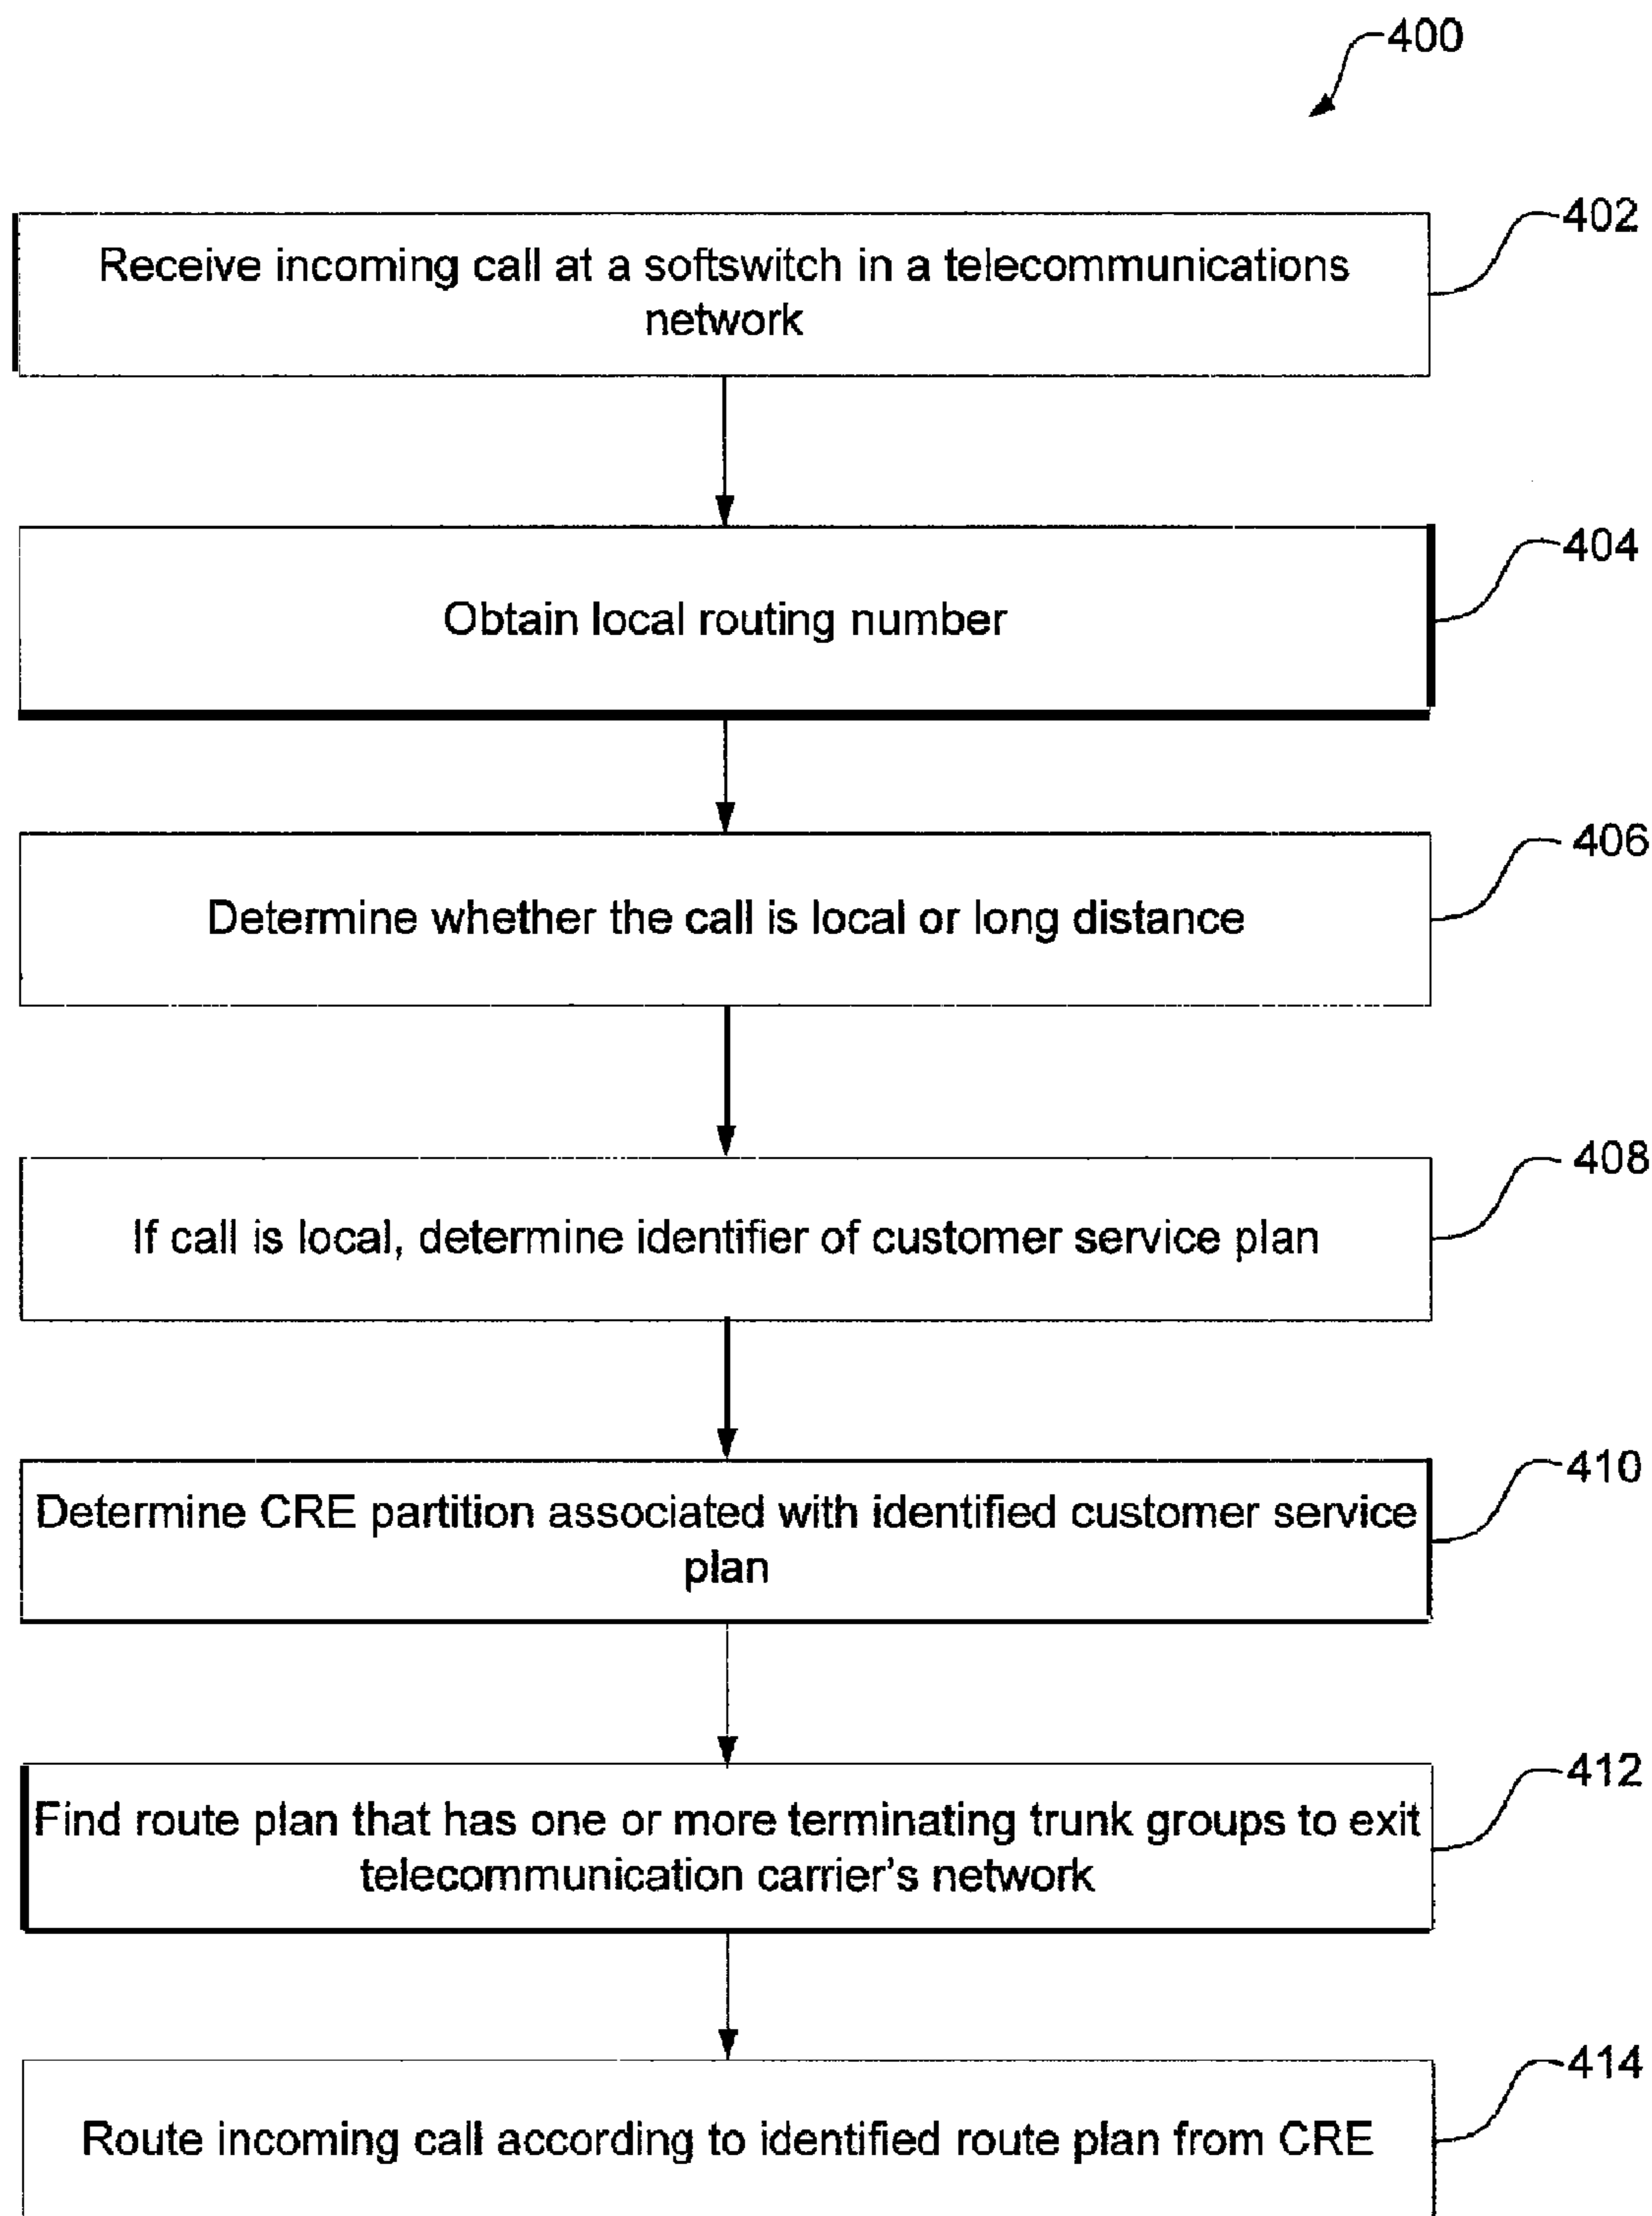 400
402
Receive incoming call at a softswitch in a telecommunications
network
404
Obtain local routing number
406
Determine whether the call is local or long distance
408
If call is local, determine identifier of customer service plan
410
Determine CRE partition associated with identified customer service
plan
412
Find route plan that has one or more terminating trunk groups to exit
telecommunication carrier's network
414
Route incoming call according to identified route plan from CRE